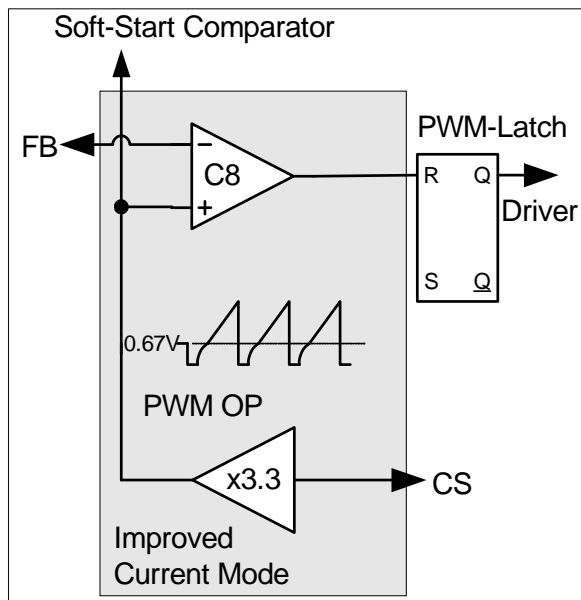 Soft-Start Comparator
FB
PWM-Latch
C8
R Q
Driver
S Q
0.67V
PWM OP
x3.3
CS
Improved
Current Mode